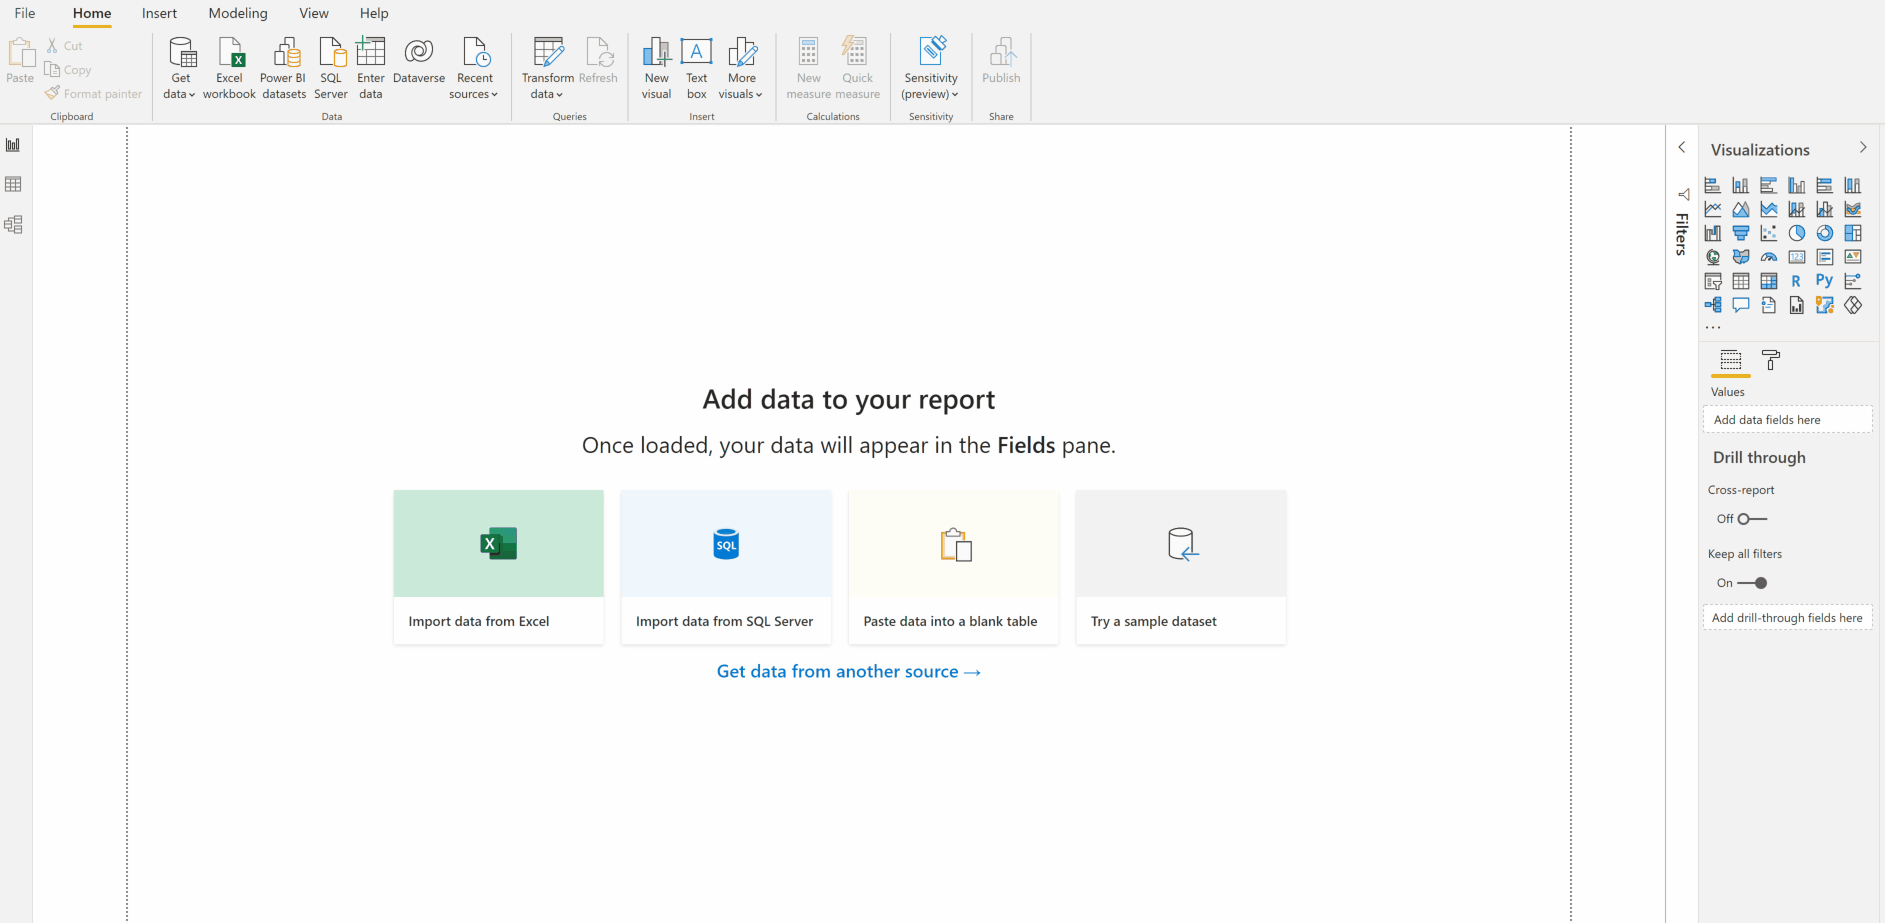 File Home Insert Modeling View Help
Paste
Cut
Copy
Format painter
Clipboard
Get
data
Excel
workbook
Power BI
datasets
SQL
Server
Enter
data
Dataverse
Recent
sources
Data
Transform
data
Refresh
Queries
New
visual
A
Text
box
More
visuals
Insert
New
measure
Quick
measure
Calculations
Sensitivity
(preview)
Sensitivity
Publish
Share
Filters
Visualizations
123
R Py
...
Values
Add data fields here
Drill through
Cross-report
Off
Keep all filters
On
Add drill-through fields here
Add data to your report
Once loaded, your data will appear in the Fields pane.
X
Import data from Excel
SQL
Import data from SQL Server
Paste data into a blank table
Try a sample dataset
Get data from another source →